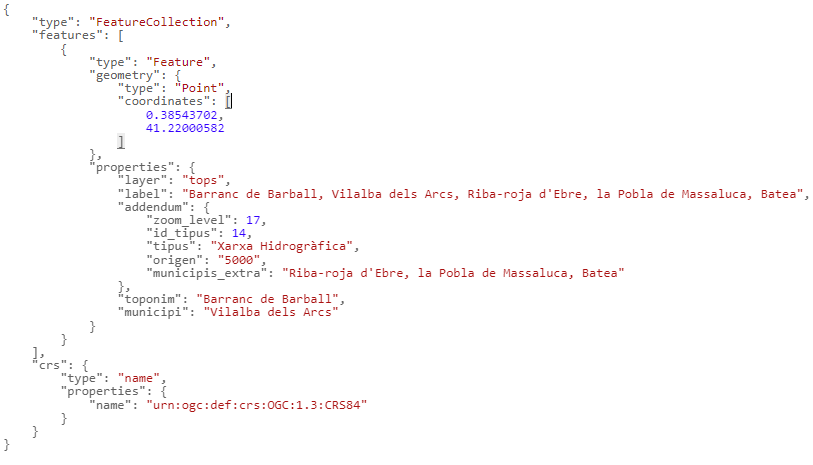 {
    "type": "FeatureCollection",
    "features": [
        {
            "type": "Feature",
            "geometry": {
                "type": "Point",
                "coordinates": [
                    0.38543702,
                    41.22000582
                ]
            },
            "properties": {
                "layer": "tops",
                "label": "Barranc de Barball, Vilalba dels Arcs, Riba-roja d'Ebre, la Pobla de Massaluca, Batea",
                "addendum": {
                    "zoom_level": 17,
                    "id_tipus": 14,
                    "tipus": "Xarxa Hidrogràfica",
                    "origen": "5000",
                    "municipis_extra": "Riba-roja d'Ebre, la Pobla de Massaluca, Batea"
                },
                "toponim": "Barranc de Barball",
                "municipi": "Vilalba dels Arcs"
            }
        }
    ],
    "crs": {
        "type": "name",
        "properties": {
            "name": "urn:ogc:def:crs:OGC:1.3:CRS84"
        }
    }
}